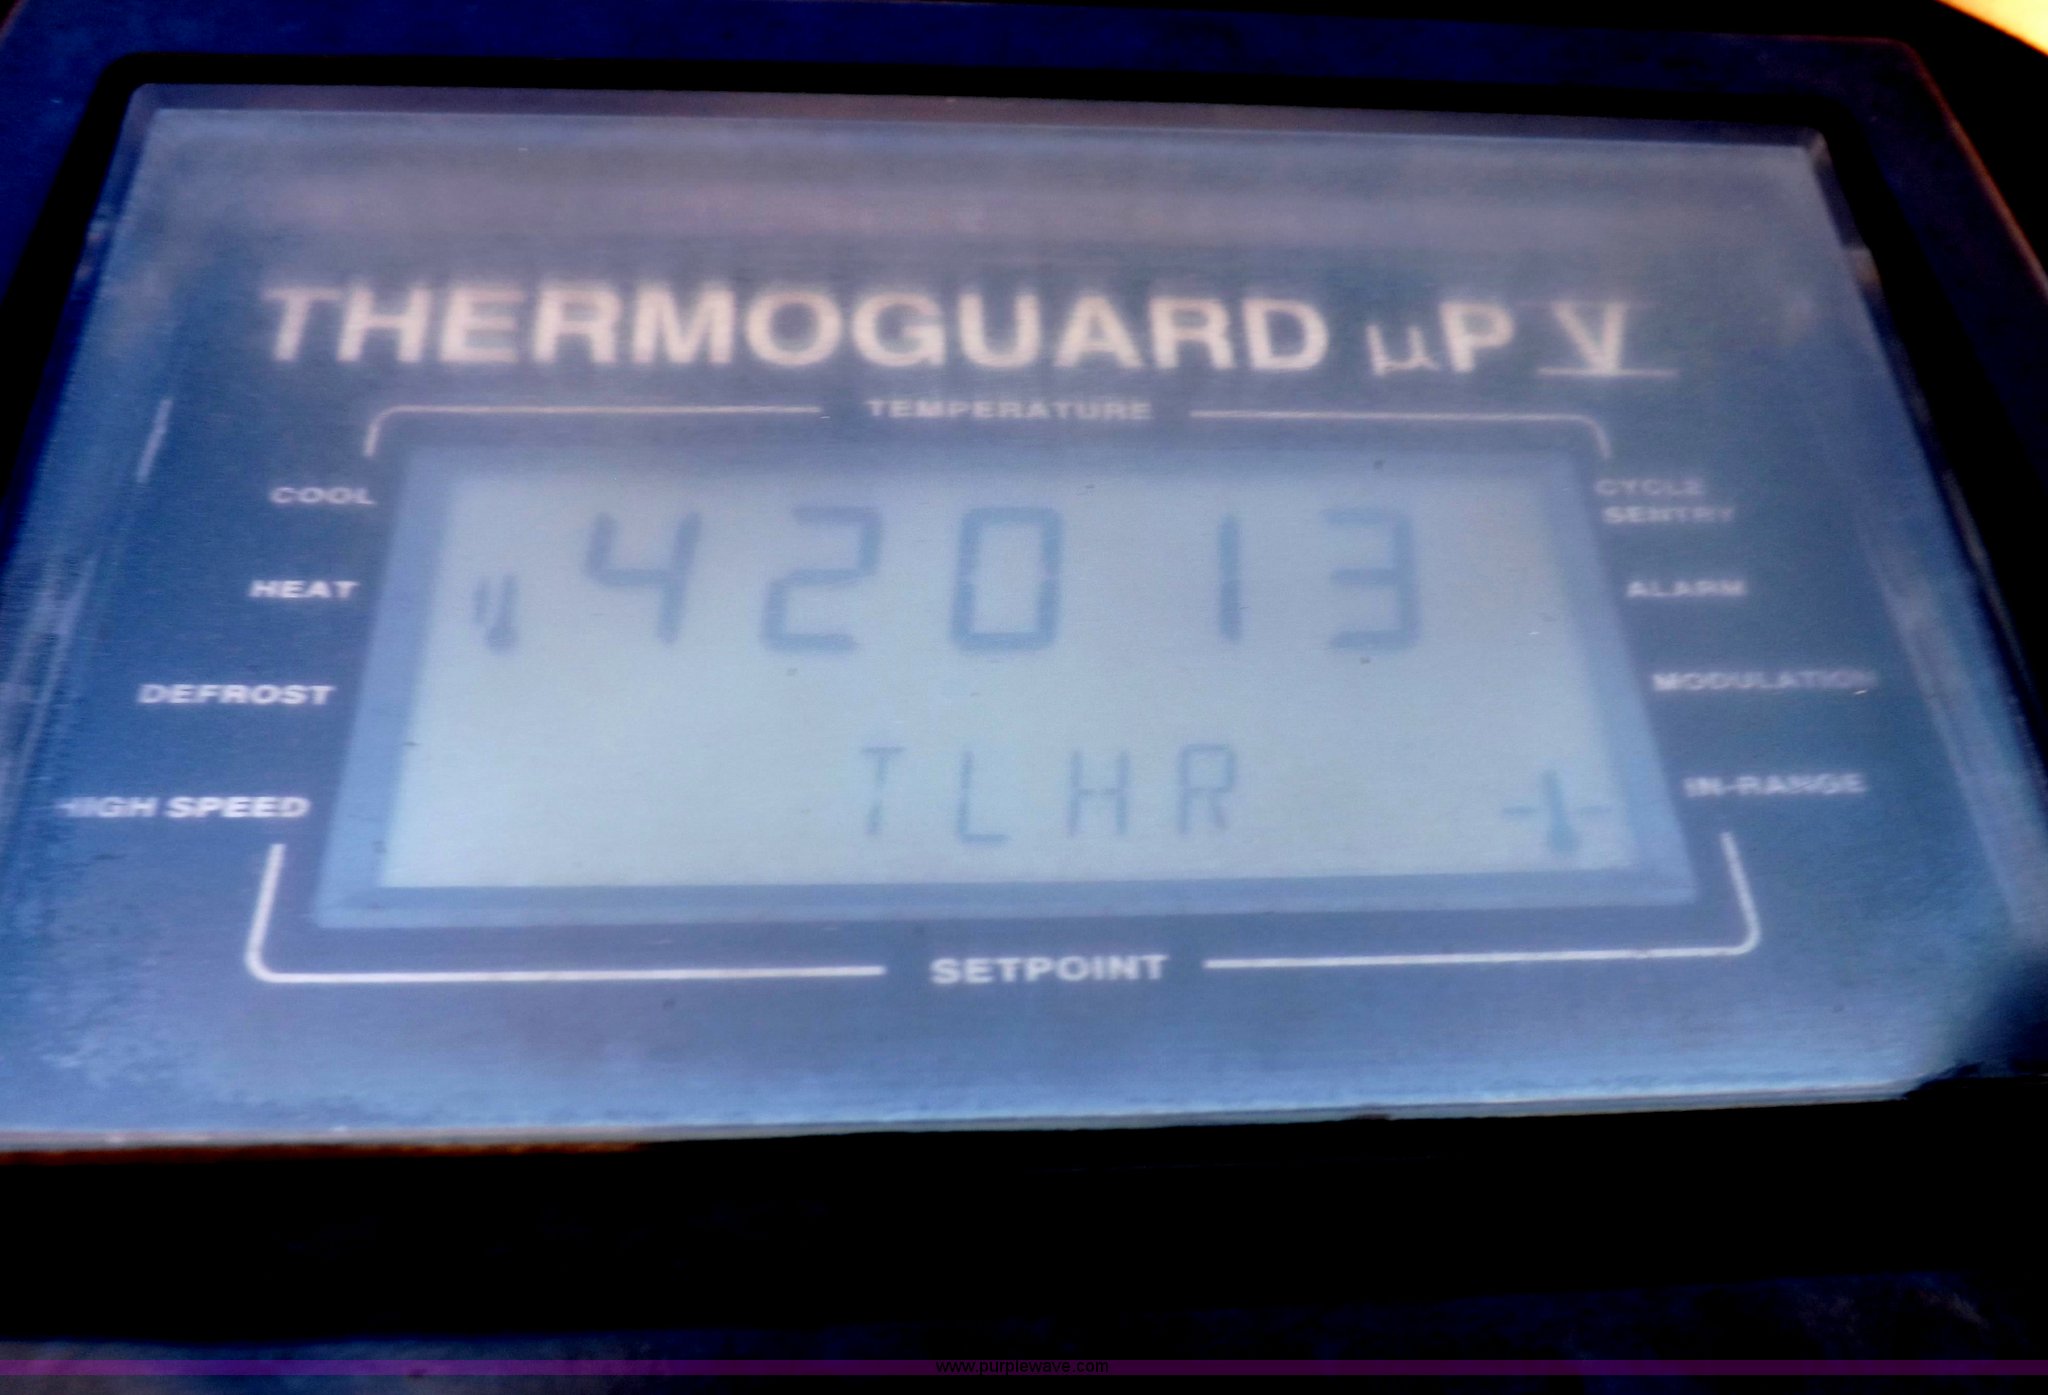 THERMOGUARD µP V
TEMPERATURE
COOL
CYCLE
SENTRY
42013
HEAT
ALARM
DEFROST
MODULATION
TLHR
HIGH SPEED
IN-RANGE
SETPOINT
www.purplewave.com